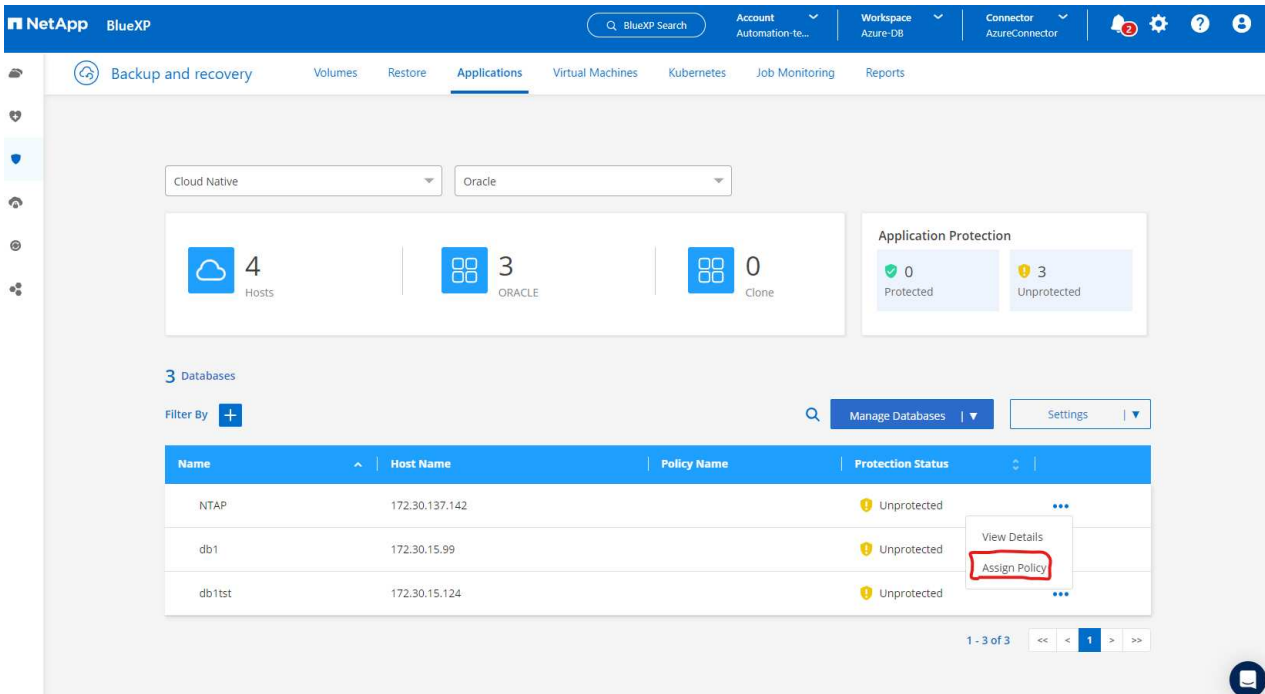 NetApp BlueXP
BlueXP Search
Account
Automation-te...
Workspace
Azure-DB
Connector
AzureConnector
2
Backup and recovery
Volumes Restore Applications Virtual Machines Kubernetes Job Monitoring Reports
Cloud Native Oracle
4
Hosts
3
ORACLE
0
Clone
Application Protection
0
Protected
3
Unprotected
3 Databases
Filter By +
Manage Databases
Settings
Name Host Name Policy Name Protection Status
NTAP 172.30.137.142 Unprotected
View Details
db1 172.30.15.99 Unprotected
Assign Policy
db1tst 172.30.15.124 Unprotected
1 - 3 of 3 << < 1 > >>